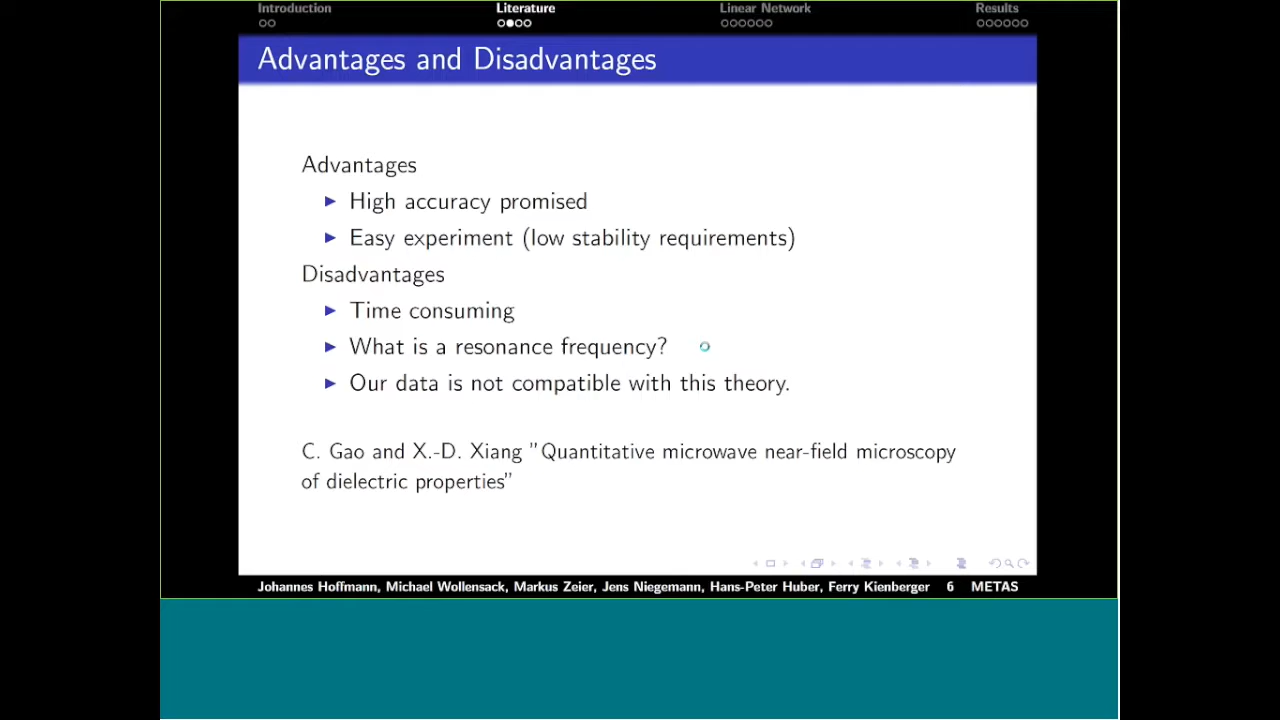 Introduction Literature Linear Network Results
Advantages and Disadvantages
Advantages
High accuracy promised
Easy experiment (low stability requirements)
Disadvantages
Time consuming
What is a resonance frequency?
Our data is not compatible with this theory.
C. Gao and X.-D. Xiang "Quantitative microwave near-field microscopy
of dielectric properties"
Johannes Hoffmann, Michael Wollensack, Markus Zeier, Jens Niegemann, Hans-Peter Huber, Ferry Kienberger 6 METAS